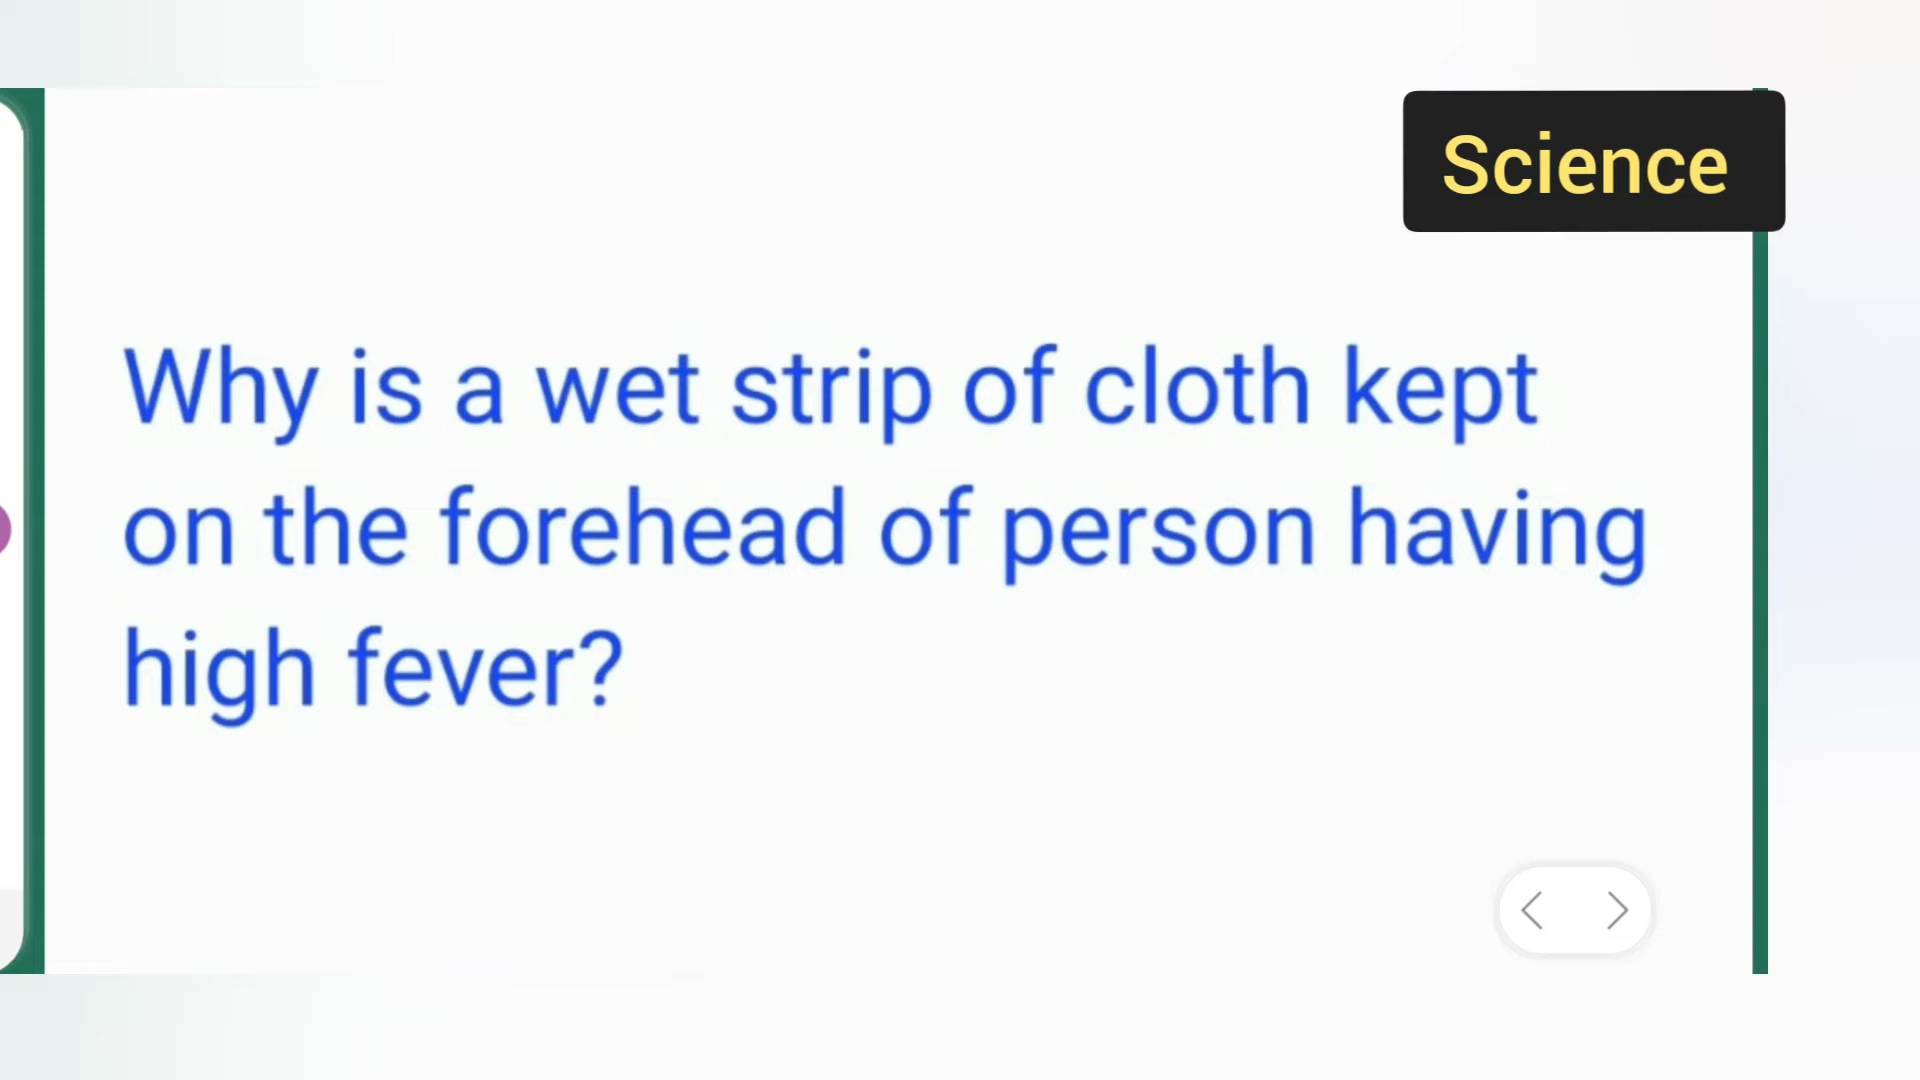 Science
Why is a wet strip of cloth kept
on the forehead of person having
high fever?